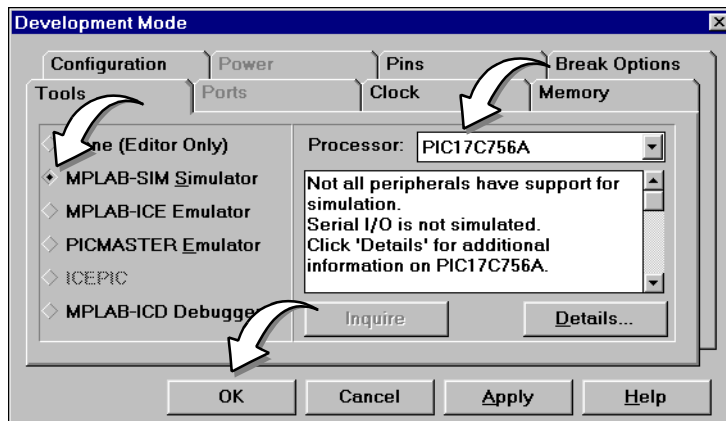 Development Mode
Configuration Power Pins Break Options
Tools Ports Clock Memory
(Editor Only)
MPLAB-SIM Simulator
MPLAB-ICE Emulator
PICMASTER Emulator
ICEPIC
MPLAB-ICD Debugger
Processor: PIC17C756A
Not all peripherals have support for
simulation.
Serial I/O is not simulated.
Click 'Details' for additional
information on PIC17C756A.
Inquire Details...
OK Cancel Apply Help